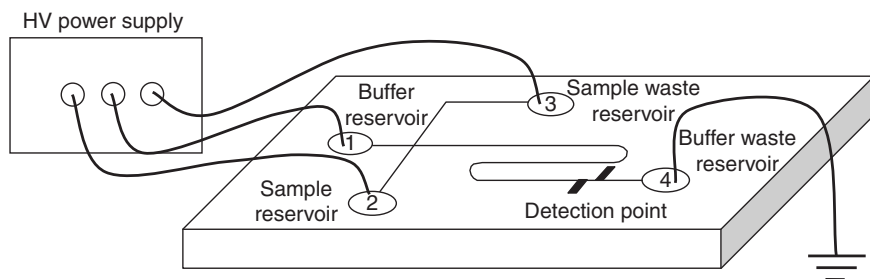 HV power supply
Buffer
reservoir
1
Sample
reservoir
2
3
Sample waste
reservoir
Buffer waste
reservoir
4
Detection point